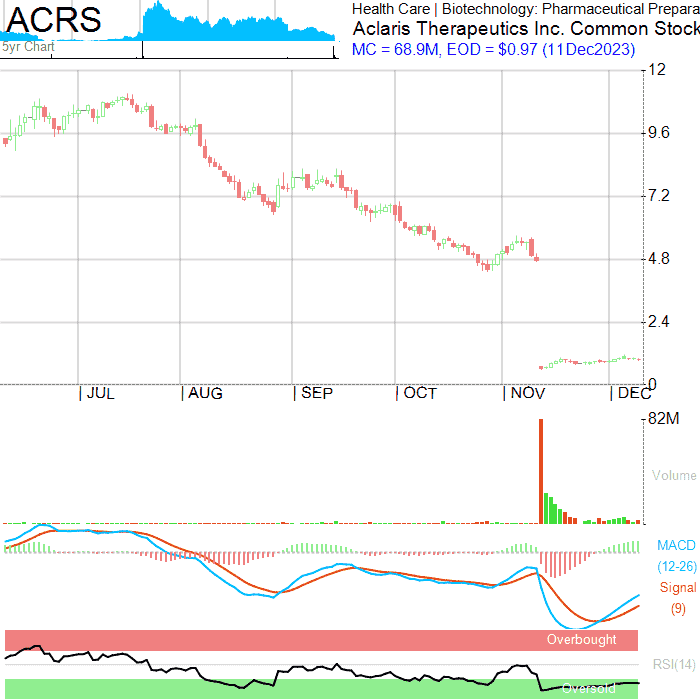 ACRS
5yr Chart
Health Care | Biotechnology: Pharmaceutical Prepara
Aclaris Therapeutics Inc. Common Stock
MC = 68.9M, EOD = $0.97 (11Dec2023)
12
9.6
7.2
4.8
2.4
0
| JUL | AUG | SEP | OCT | NOV | DEC
82M
Volume
MACD
(12-26)
Signal
(9)
Overbought
RSI(14)
Oversold